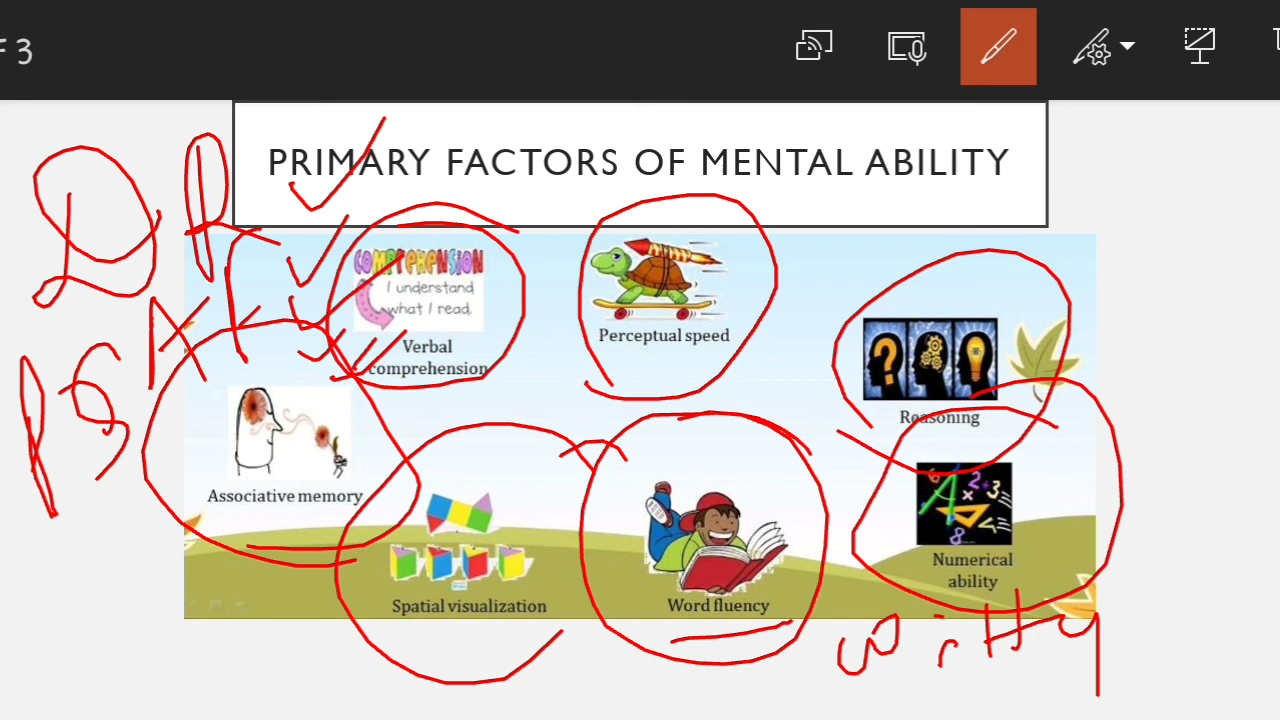 F 3
PRIMARY FACTORS OF MENTAL ABILITY
COMPREHENSION
I understand
what I read.
Verbal
comprehension
Perceptual speed
Reasoning
Associative memory
Spatial visualization
Word fluency
Numerical
ability
witty